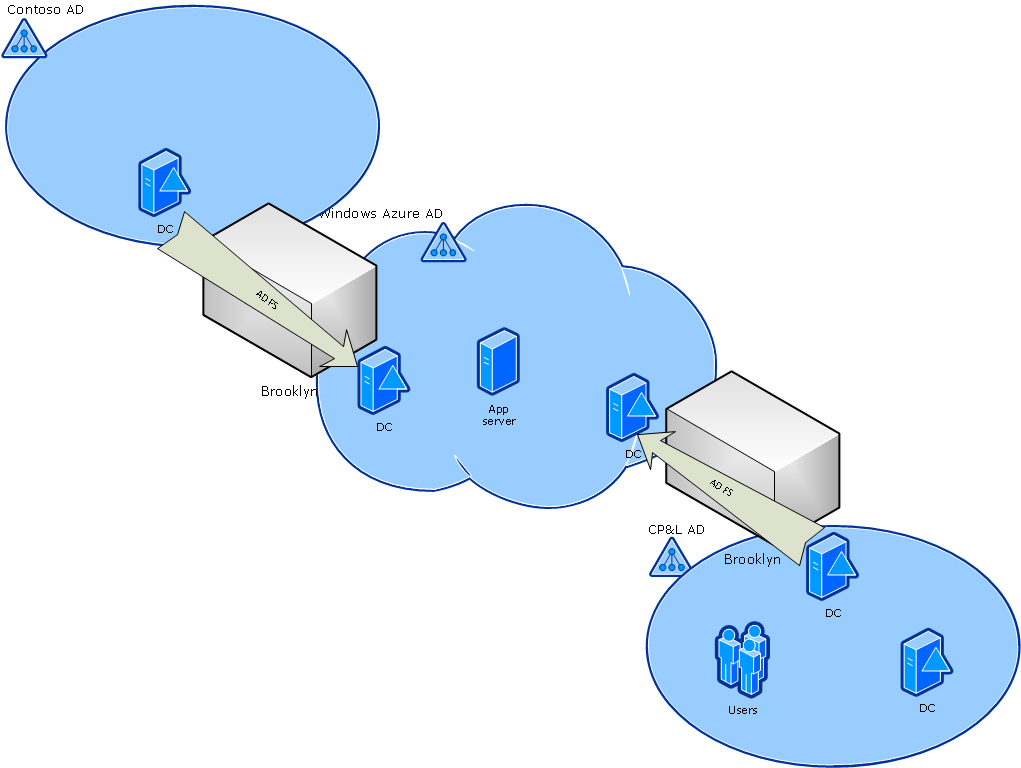 Contoso AD
DC
Windows Azure AD
AD FS
Brooklyn
DC
App
server
DC
AD FS
CP&L AD
Brooklyn
DC
Users
DC